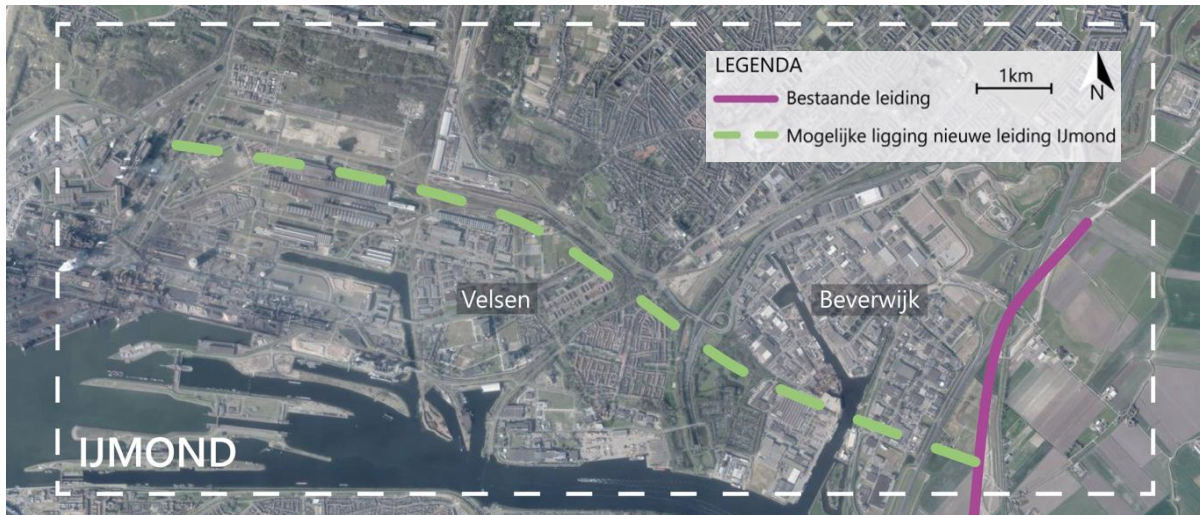 LEGENDA
1km
N
Bestaande leiding
Mogelijke ligging nieuwe leiding IJmond
Velsen
Beverwijk
IJMOND